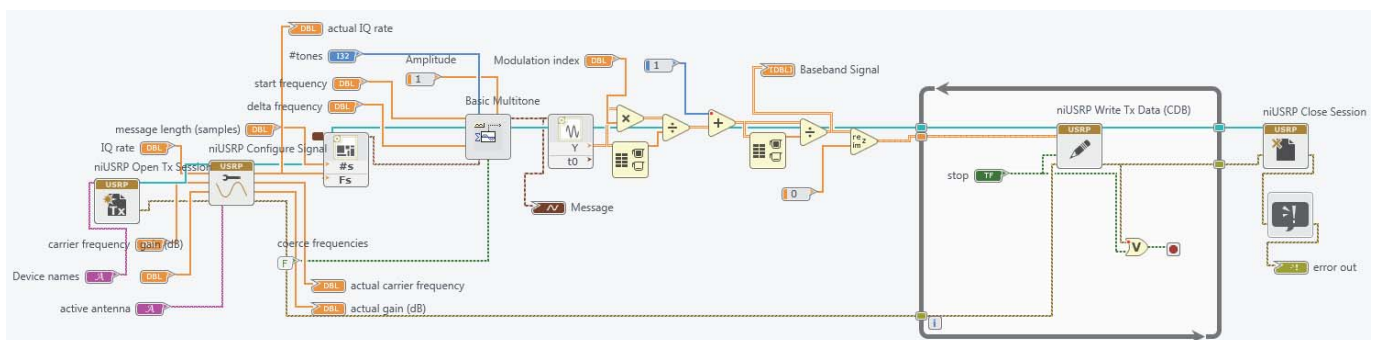 actual IQ rate
DBL
#tones
I32
Amplitude
1
Modulation index
DBL
1
[DBL]
Baseband Signal
start frequency
DBL
delta frequency
DBL
Basic Multitone
message length (samples)
DBL
IQ rate
DBL
niUSRP Configure Signal
niUSRP Open Tx Session
USRP
Tx
USRP
#s
Fs
Y
t0
Message
0
re
im
niUSRP Write Tx Data (CDB)
USRP
niUSRP Close Session
USRP
stop
TF
V
i
?!
error out
carrier frequency
gain (dB)
coerce frequencies
F
Device names
DBL
active antenna
DBL
actual carrier frequency
DBL
actual gain (dB)